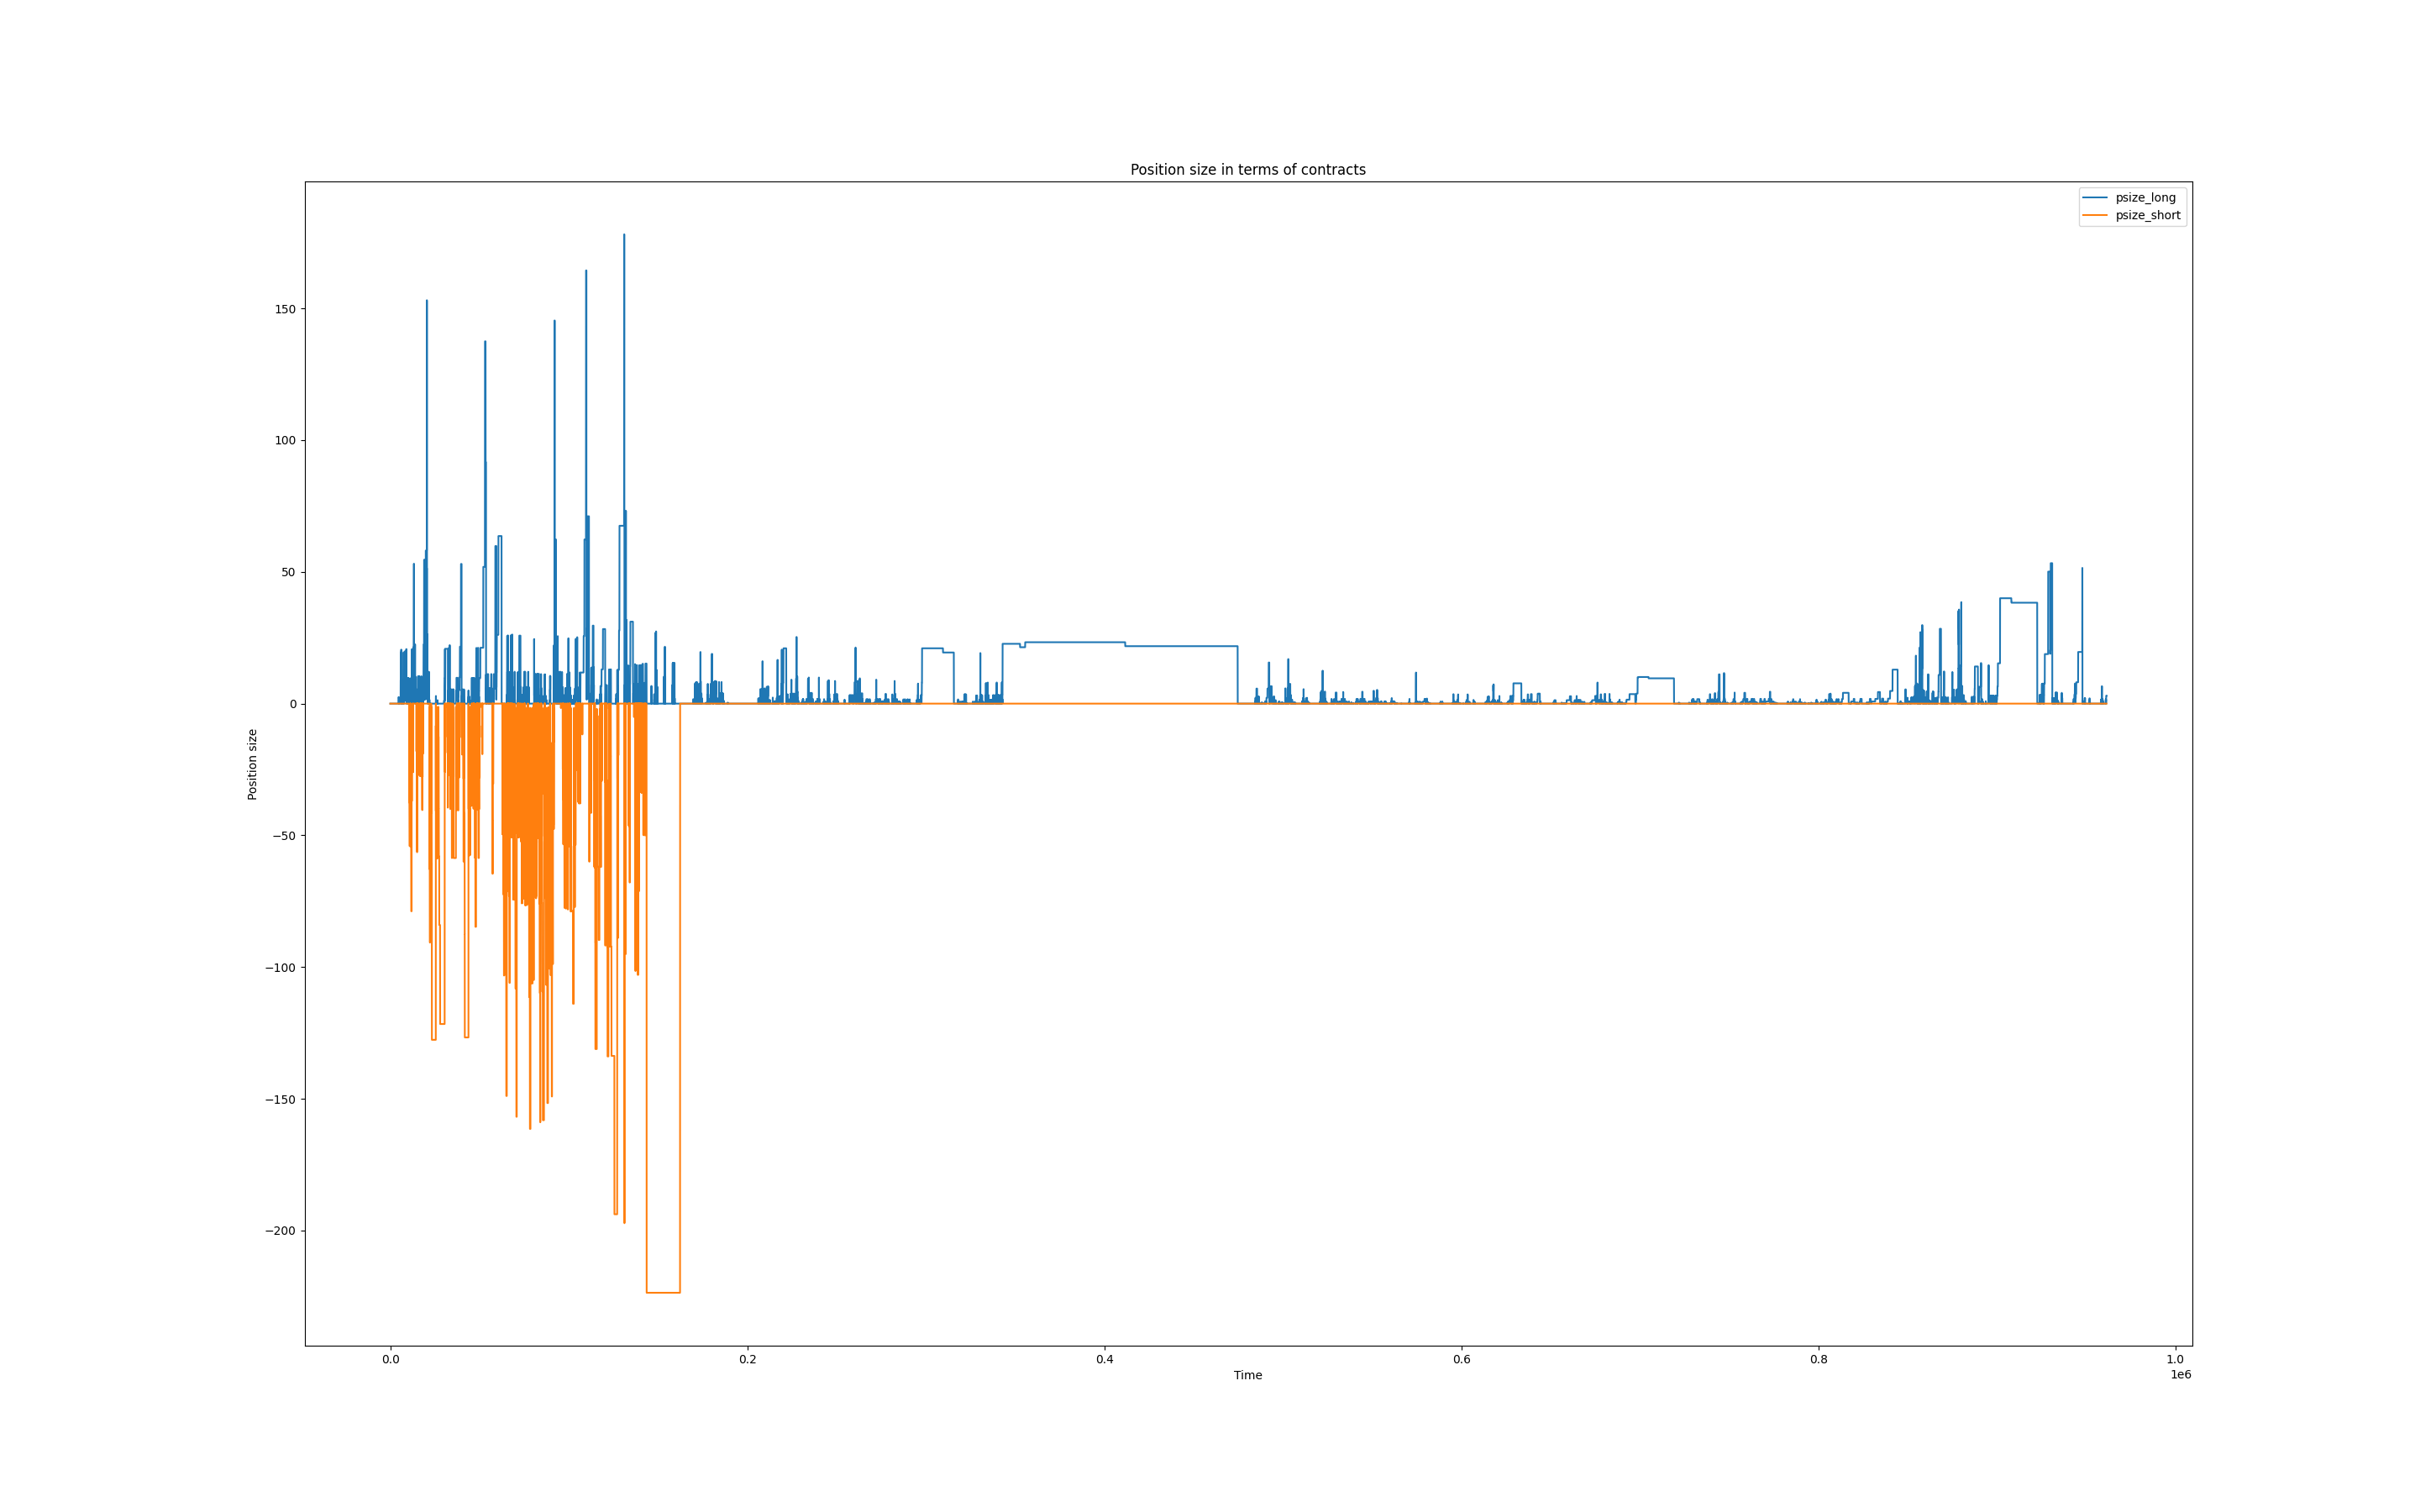 Position size in terms of contracts
psize_long
psize_short
150
100
50
0
−50
−100
−150
−200
Position size
0.0
0.2
0.4
0.6
0.8
1.0
1e6
Time